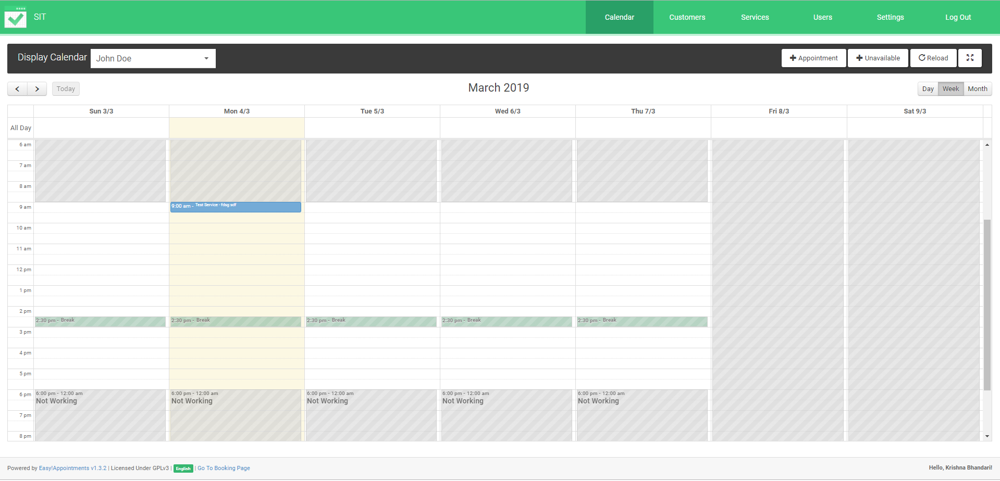 SIT
Calendar Customers Services Users Settings Log Out
Display Calendar John Doe Appointment Unavailable Reload
Today March 2019 Day Week Month
Sun 3/3 Mon 4/3 Tue 5/3 Wed 6/3 Thu 7/3 Fri 8/3 Sat 9/3
All Day
6 am
7 am
8 am
9 am 9:00 am - Test Service - fdsg sdf
10 am
11 am
12 pm
1 pm
2 pm
2:30 pm - Break 2:30 pm - Break 2:30 pm - Break 2:30 pm - Break 2:30 pm - Break
3 pm
4 pm
5 pm
6 pm 6:00 pm - 12:00 am 6:00 pm - 12:00 am 6:00 pm - 12:00 am 6:00 pm - 12:00 am 6:00 pm - 12:00 am
Not Working Not Working Not Working Not Working Not Working
7 pm
8 pm
Powered by Easy!Appointments v1.3.2 | Licensed Under GPLv3 | English | Go To Booking Page Hello, Krishna Bhandari!